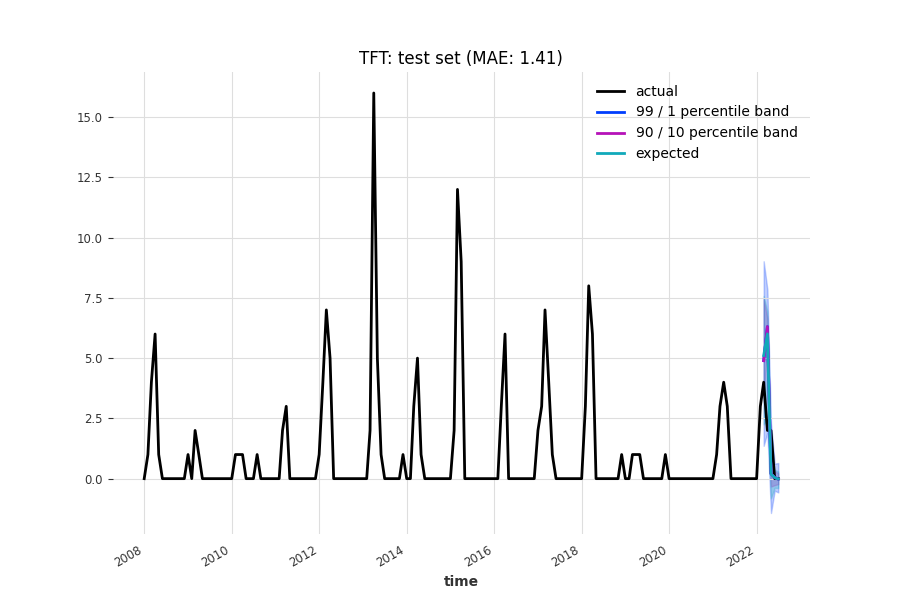 TFT: test set (MAE: 1.41)
actual
99 / 1 percentile band
90 / 10 percentile band
expected
15.0
12.5
10.0
7.5
5.0
2.5
0.0
2008
2010
2012
2014
2016
2018
2020
2022
time